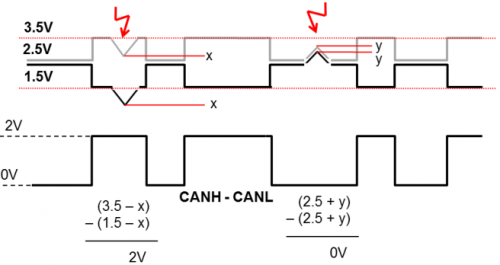 3.5V
2.5V
1.5V
x
x
y
y
2V
0V
CANH - CANL
(3.5 – x)
– (1.5 – x)
2V
(2.5 + y)
– (2.5 + y)
0V